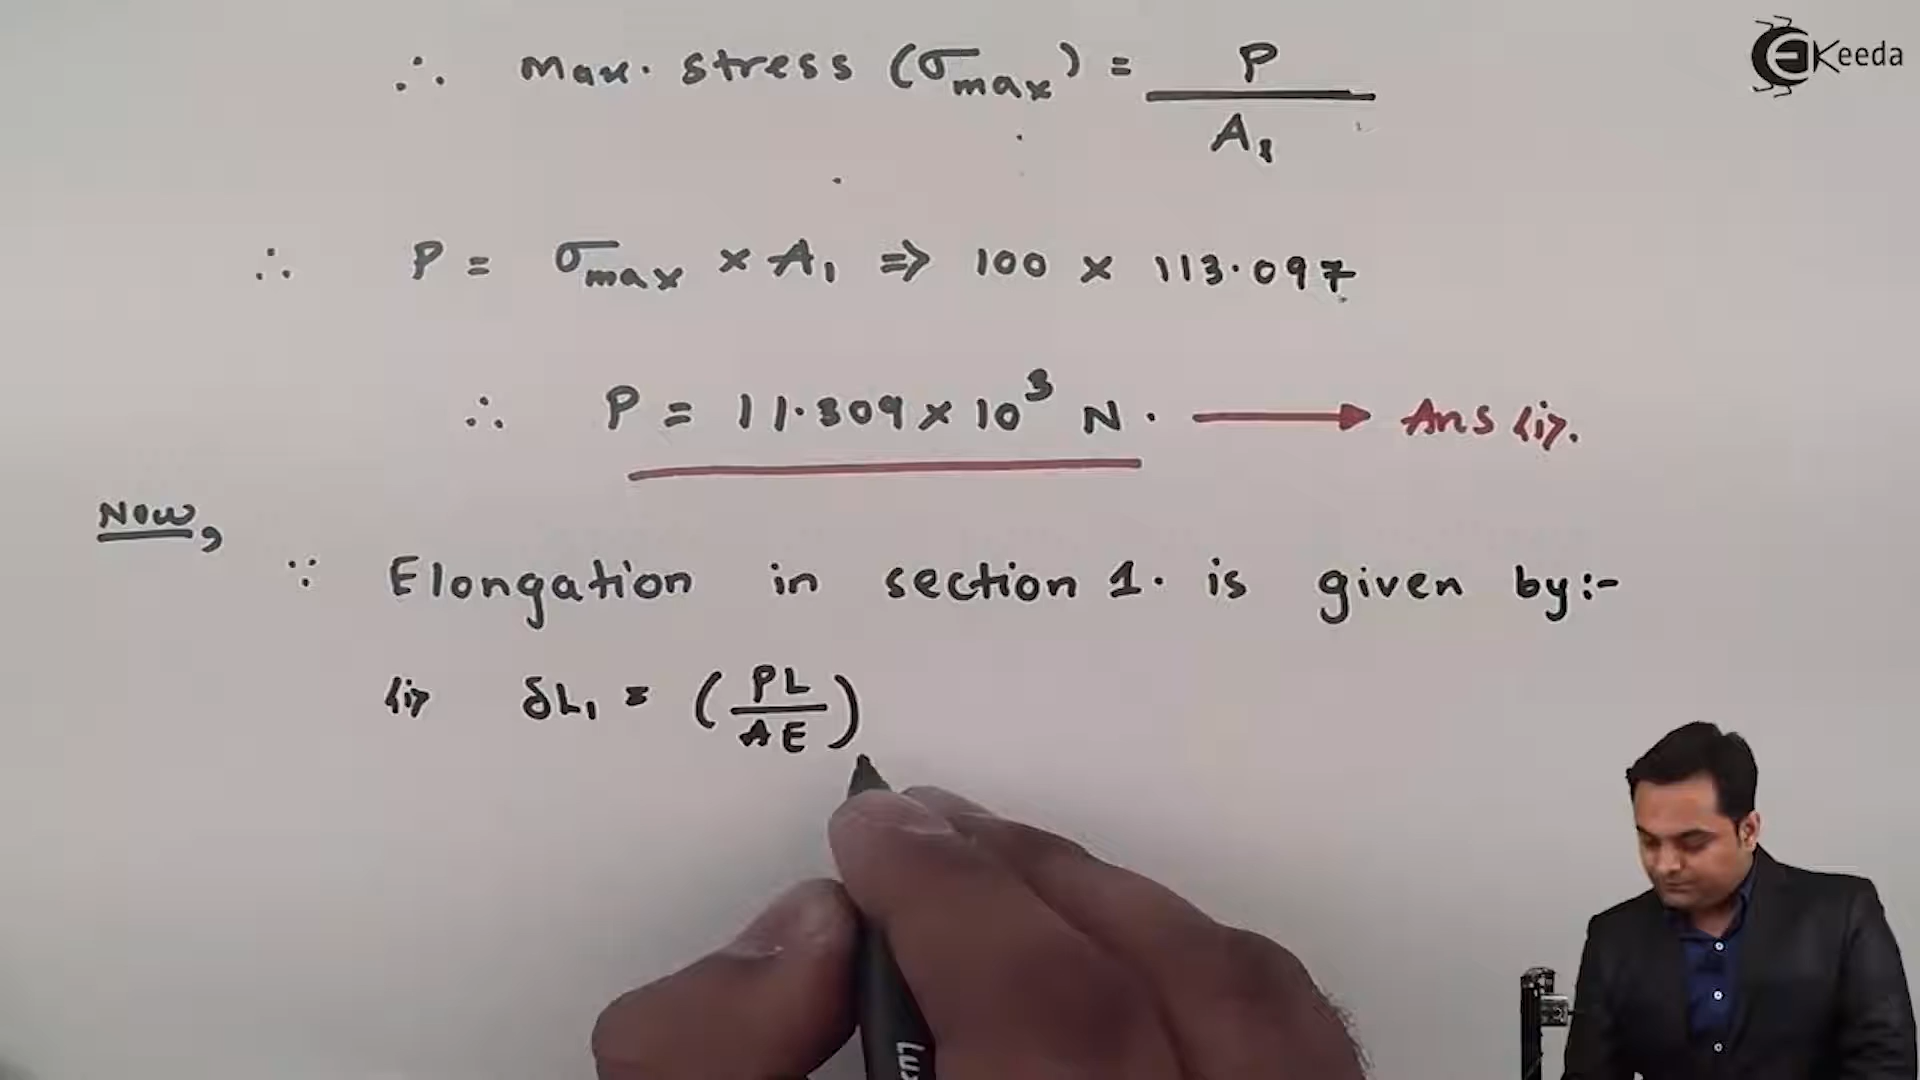 EKeeda
∴ Max. stress (σmax) = P / A1
∴ P = σmax × A1 ⇒ 100 × 113.097
∴ P = 11.309 × 10³ N. → Ans (i).
Now,
∵ Elongation in section 1. is given by:-
(i) δL1 = (PL / AE)
LUX